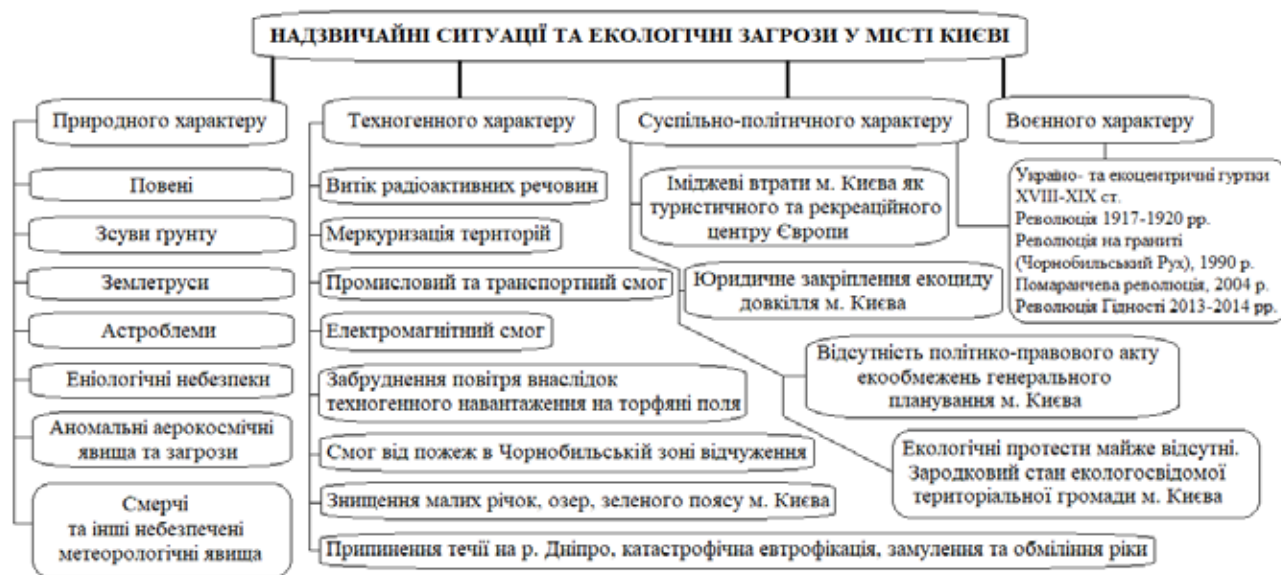 НАДЗВИЧАЙНІ СИТУАЦІЇ ТА ЕКОЛОГІЧНІ ЗАГРОЗИ У МІСТІ КИЄВІ
Природного характеру
Повені
Зсуви ґрунту
Землетруси
Астроблеми
Еніологічні небезпеки
Аномальні аерокосмічні
явища та загрози
Смерчі
та інші небезпечені
метеорологічні явища
Техногенного характеру
Витік радіоактивних речовин
Меркуризація територій
Промисловий та транспортний смог
Електромагнітний смог
Забруднення повітря внаслідок
техногенного навантаження на торфяні поля
Смог від пожеж в Чорнобильській зоні відчуження
Знищення малих річок, озер, зеленого поясу м. Києва
Припинення течії на р. Дніпро, катастрофічна евтрофікація, замулення та обміління ріки
Суспільно-політичного характеру
Іміджеві втрати м. Києва як
туристичного та рекреаційного
центру Європи
Юридичне закріплення екоциду
довкілля м. Києва
Відсутність політико-правового акту
екообмежень генерального
планування м. Києва
Екологічні протести майже відсутні.
Зародковий стан екологосвідомої
територіальної громади м. Києва
Воєнного характеру
Україно- та екоцентричні гуртки
XVIII-XIX ст.
Революція 1917-1920 рр.
Революція на граниті
(Чорнобильський Рух), 1990 р.
Помаранчева революція, 2004 р.
Революція Гідності 2013-2014 рр.